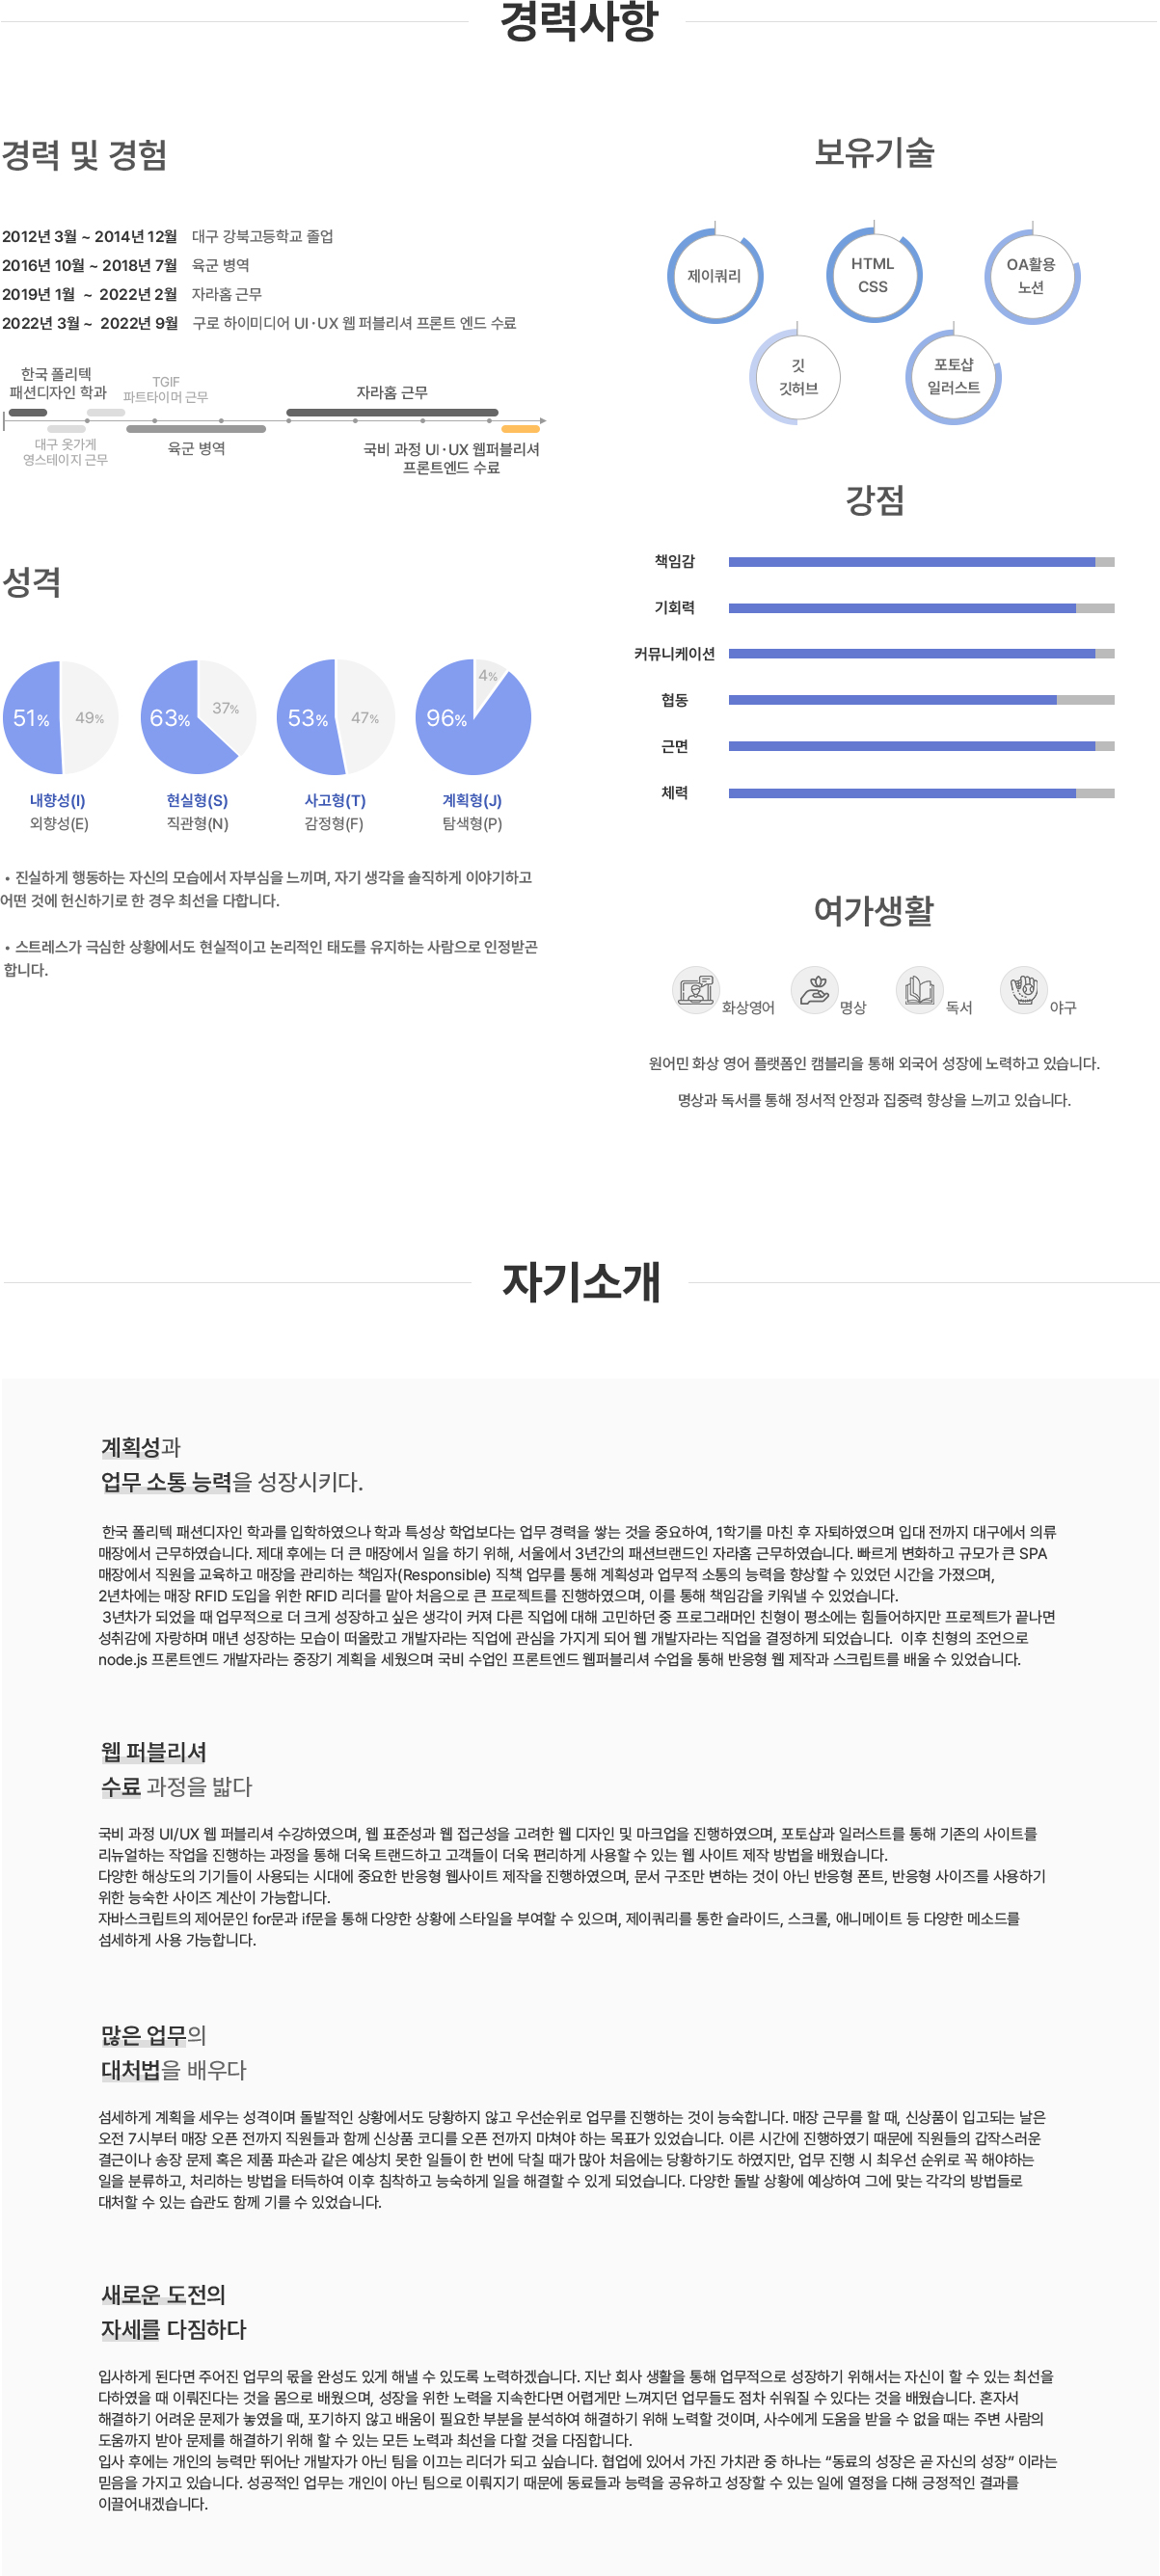 경력사항
경력 및 경험
2012년 3월 ~ 2014년 12월 대구 강북고등학교 졸업
2016년 10월 ~ 2018년 7월 육군 병역
2019년 1월 ~ 2022년 2월 자라홈 근무
2022년 3월 ~ 2022년 9월 구로 하이미디어 UI·UX 웹 퍼블리셔 프론트 엔드 수료
한국 폴리텍
패션디자인 학과
TGIF
파트타이머 근무
자라홈 근무
대구 옷가게
영스테이지 근무
육군 병역
국비 과정 UI·UX 웹퍼블리셔
프론트엔드 수료
성격
51% 49%
63% 37%
53% 47%
96% 4%
내향성(I)
외향성(E)
현실형(S)
직관형(N)
사고형(T)
감정형(F)
계획형(J)
탐색형(P)
• 진실하게 행동하는 자신의 모습에서 자부심을 느끼며, 자기 생각을 솔직하게 이야기하고
어떤 것에 헌신하기로 한 경우 최선을 다합니다.
• 스트레스가 극심한 상황에서도 현실적이고 논리적인 태도를 유지하는 사람으로 인정받곤
합니다.
보유기술
제이쿼리
HTML
CSS
OA활용
노션
깃
깃허브
포토샵
일러스트
강점
책임감
기회력
커뮤니케이션
협동
근면
체력
여가생활
화상영어
명상
독서
야구
원어민 화상 영어 플랫폼인 캠블리을 통해 외국어 성장에 노력하고 있습니다.
명상과 독서를 통해 정서적 안정과 집중력 향상을 느끼고 있습니다.
자기소개
계획성과
업무 소통 능력을 성장시키다.
한국 폴리텍 패션디자인 학과를 입학하였으나 학과 특성상 학업보다는 업무 경력을 쌓는 것을 중요하여, 1학기를 마친 후 자퇴하였으며 입대 전까지 대구에서 의류
매장에서 근무하였습니다. 제대 후에는 더 큰 매장에서 일을 하기 위해, 서울에서 3년간의 패션브랜드인 자라홈 근무하였습니다. 빠르게 변화하고 규모가 큰 SPA
매장에서 직원을 교육하고 매장을 관리하는 책임자(Responsible) 직책 업무를 통해 계획성과 업무적 소통의 능력을 향상할 수 있었던 시간을 가졌으며,
2년차에는 매장 RFID 도입을 위한 RFID 리더를 맡아 처음으로 큰 프로젝트를 진행하였으며, 이를 통해 책임감을 키워낼 수 있었습니다.
3년차가 되었을 때 업무적으로 더 크게 성장하고 싶은 생각이 커져 다른 직업에 대해 고민하던 중 프로그래머인 친형이 평소에는 힘들어하지만 프로젝트가 끝나면
성취감에 자랑하며 매년 성장하는 모습이 떠올랐고 개발자라는 직업에 관심을 가지게 되어 웹 개발자라는 직업을 결정하게 되었습니다. 이후 친형의 조언으로
node.js 프론트엔드 개발자라는 중장기 계획을 세웠으며 국비 수업인 프론트엔드 웹퍼블리셔 수업을 통해 반응형 웹 제작과 스크립트를 배울 수 있었습니다.
웹 퍼블리셔
수료 과정을 밟다
국비 과정 UI/UX 웹 퍼블리셔 수강하였으며, 웹 표준성과 웹 접근성을 고려한 웹 디자인 및 마크업을 진행하였으며, 포토샵과 일러스트를 통해 기존의 사이트를
리뉴얼하는 작업을 진행하는 과정을 통해 더욱 트랜드하고 고객들이 더욱 편리하게 사용할 수 있는 웹 사이트 제작 방법을 배웠습니다.
다양한 해상도의 기기들이 사용되는 시대에 중요한 반응형 웹사이트 제작을 진행하였으며, 문서 구조만 변하는 것이 아닌 반응형 폰트, 반응형 사이즈를 사용하기
위한 능숙한 사이즈 계산이 가능합니다.
자바스크립트의 제어문인 for문과 if문을 통해 다양한 상황에 스타일을 부여할 수 있으며, 제이쿼리를 통한 슬라이드, 스크롤, 애니메이트 등 다양한 메소드를
섬세하게 사용 가능합니다.
많은 업무의
대처법을 배우다
섬세하게 계획을 세우는 성격이며 돌발적인 상황에서도 당황하지 않고 우선순위로 업무를 진행하는 것이 능숙합니다. 매장 근무를 할 때, 신상품이 입고되는 날은
오전 7시부터 매장 오픈 전까지 직원들과 함께 신상품 코디를 오픈 전까지 마쳐야 하는 목표가 있었습니다. 이른 시간에 진행하였기 때문에 직원들의 갑작스러운
결근이나 송장 문제 혹은 제품 파손과 같은 예상치 못한 일들이 한 번에 닥칠 때가 많아 처음에는 당황하기도 하였지만, 업무 진행 시 최우선 순위로 꼭 해야하는
일을 분류하고, 처리하는 방법을 터득하여 이후 침착하고 능숙하게 일을 해결할 수 있게 되었습니다. 다양한 돌발 상황에 예상하여 그에 맞는 각각의 방법들로
대처할 수 있는 습관도 함께 기를 수 있었습니다.
새로운 도전의
자세를 다짐하다
입사하게 된다면 주어진 업무의 몫을 완성도 있게 해낼 수 있도록 노력하겠습니다. 지난 회사 생활을 통해 업무적으로 성장하기 위해서는 자신이 할 수 있는 최선을
다하였을 때 이뤄진다는 것을 몸으로 배웠으며, 성장을 위한 노력을 지속한다면 어렵게만 느껴지던 업무들도 점차 쉬워질 수 있다는 것을 배웠습니다. 혼자서
해결하기 어려운 문제가 놓였을 때, 포기하지 않고 배움이 필요한 부분을 분석하여 해결하기 위해 노력할 것이며, 사수에게 도움을 받을 수 없을 때는 주변 사람의
도움까지 받아 문제를 해결하기 위해 할 수 있는 모든 노력과 최선을 다할 것을 다짐합니다.
입사 후에는 개인의 능력만 뛰어난 개발자가 아닌 팀을 이끄는 리더가 되고 싶습니다. 협업에 있어서 가진 가치관 중 하나는 “동료의 성장은 곧 자신의 성장” 이라는
믿음을 가지고 있습니다. 성공적인 업무는 개인이 아닌 팀으로 이뤄지기 때문에 동료들과 능력을 공유하고 성장할 수 있는 일에 열정을 다해 긍정적인 결과를
이끌어내겠습니다.